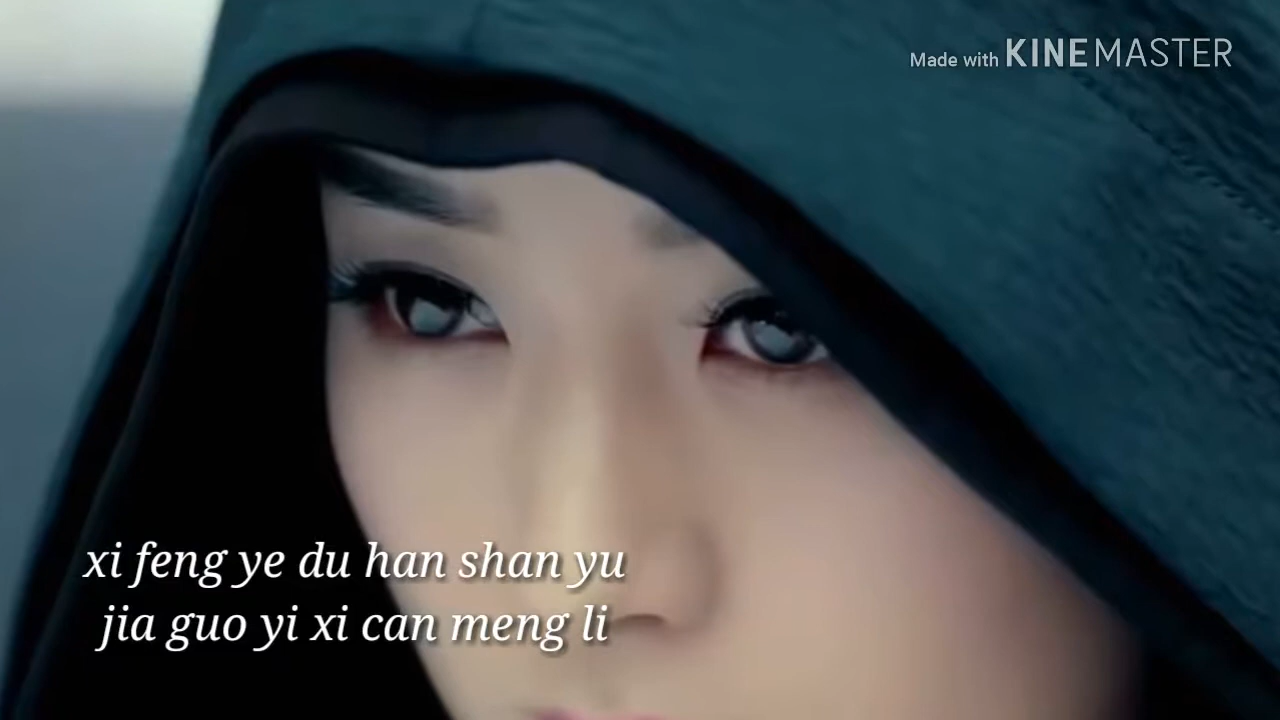 Made with KINEMASTER
xi feng ye du han shan yu
jia guo yi xi can meng li